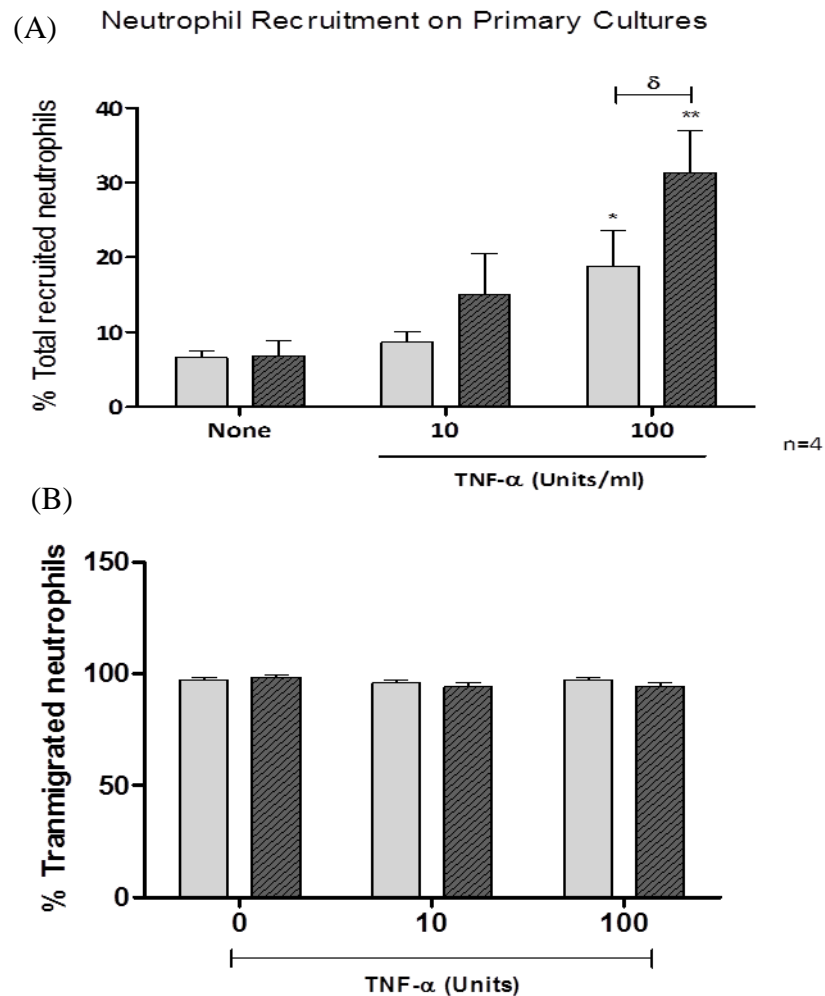 (A) Neutrophil Recruitment on Primary Cultures
δ
**
*
% Total recruited neutrophils
40
30
20
10
0
None 10 100
n=4
TNF-α (Units/ml)
(B)
% Tranmigrated neutrophils
150
100
50
0
0 10 100
TNF-α (Units)